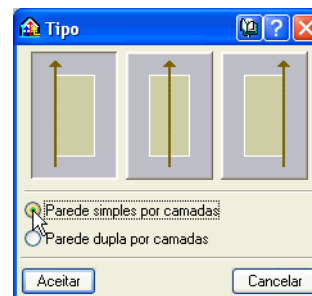 Tipo
Parede simples por camadas
Parede dupla por camadas
Aceitar
Cancelar